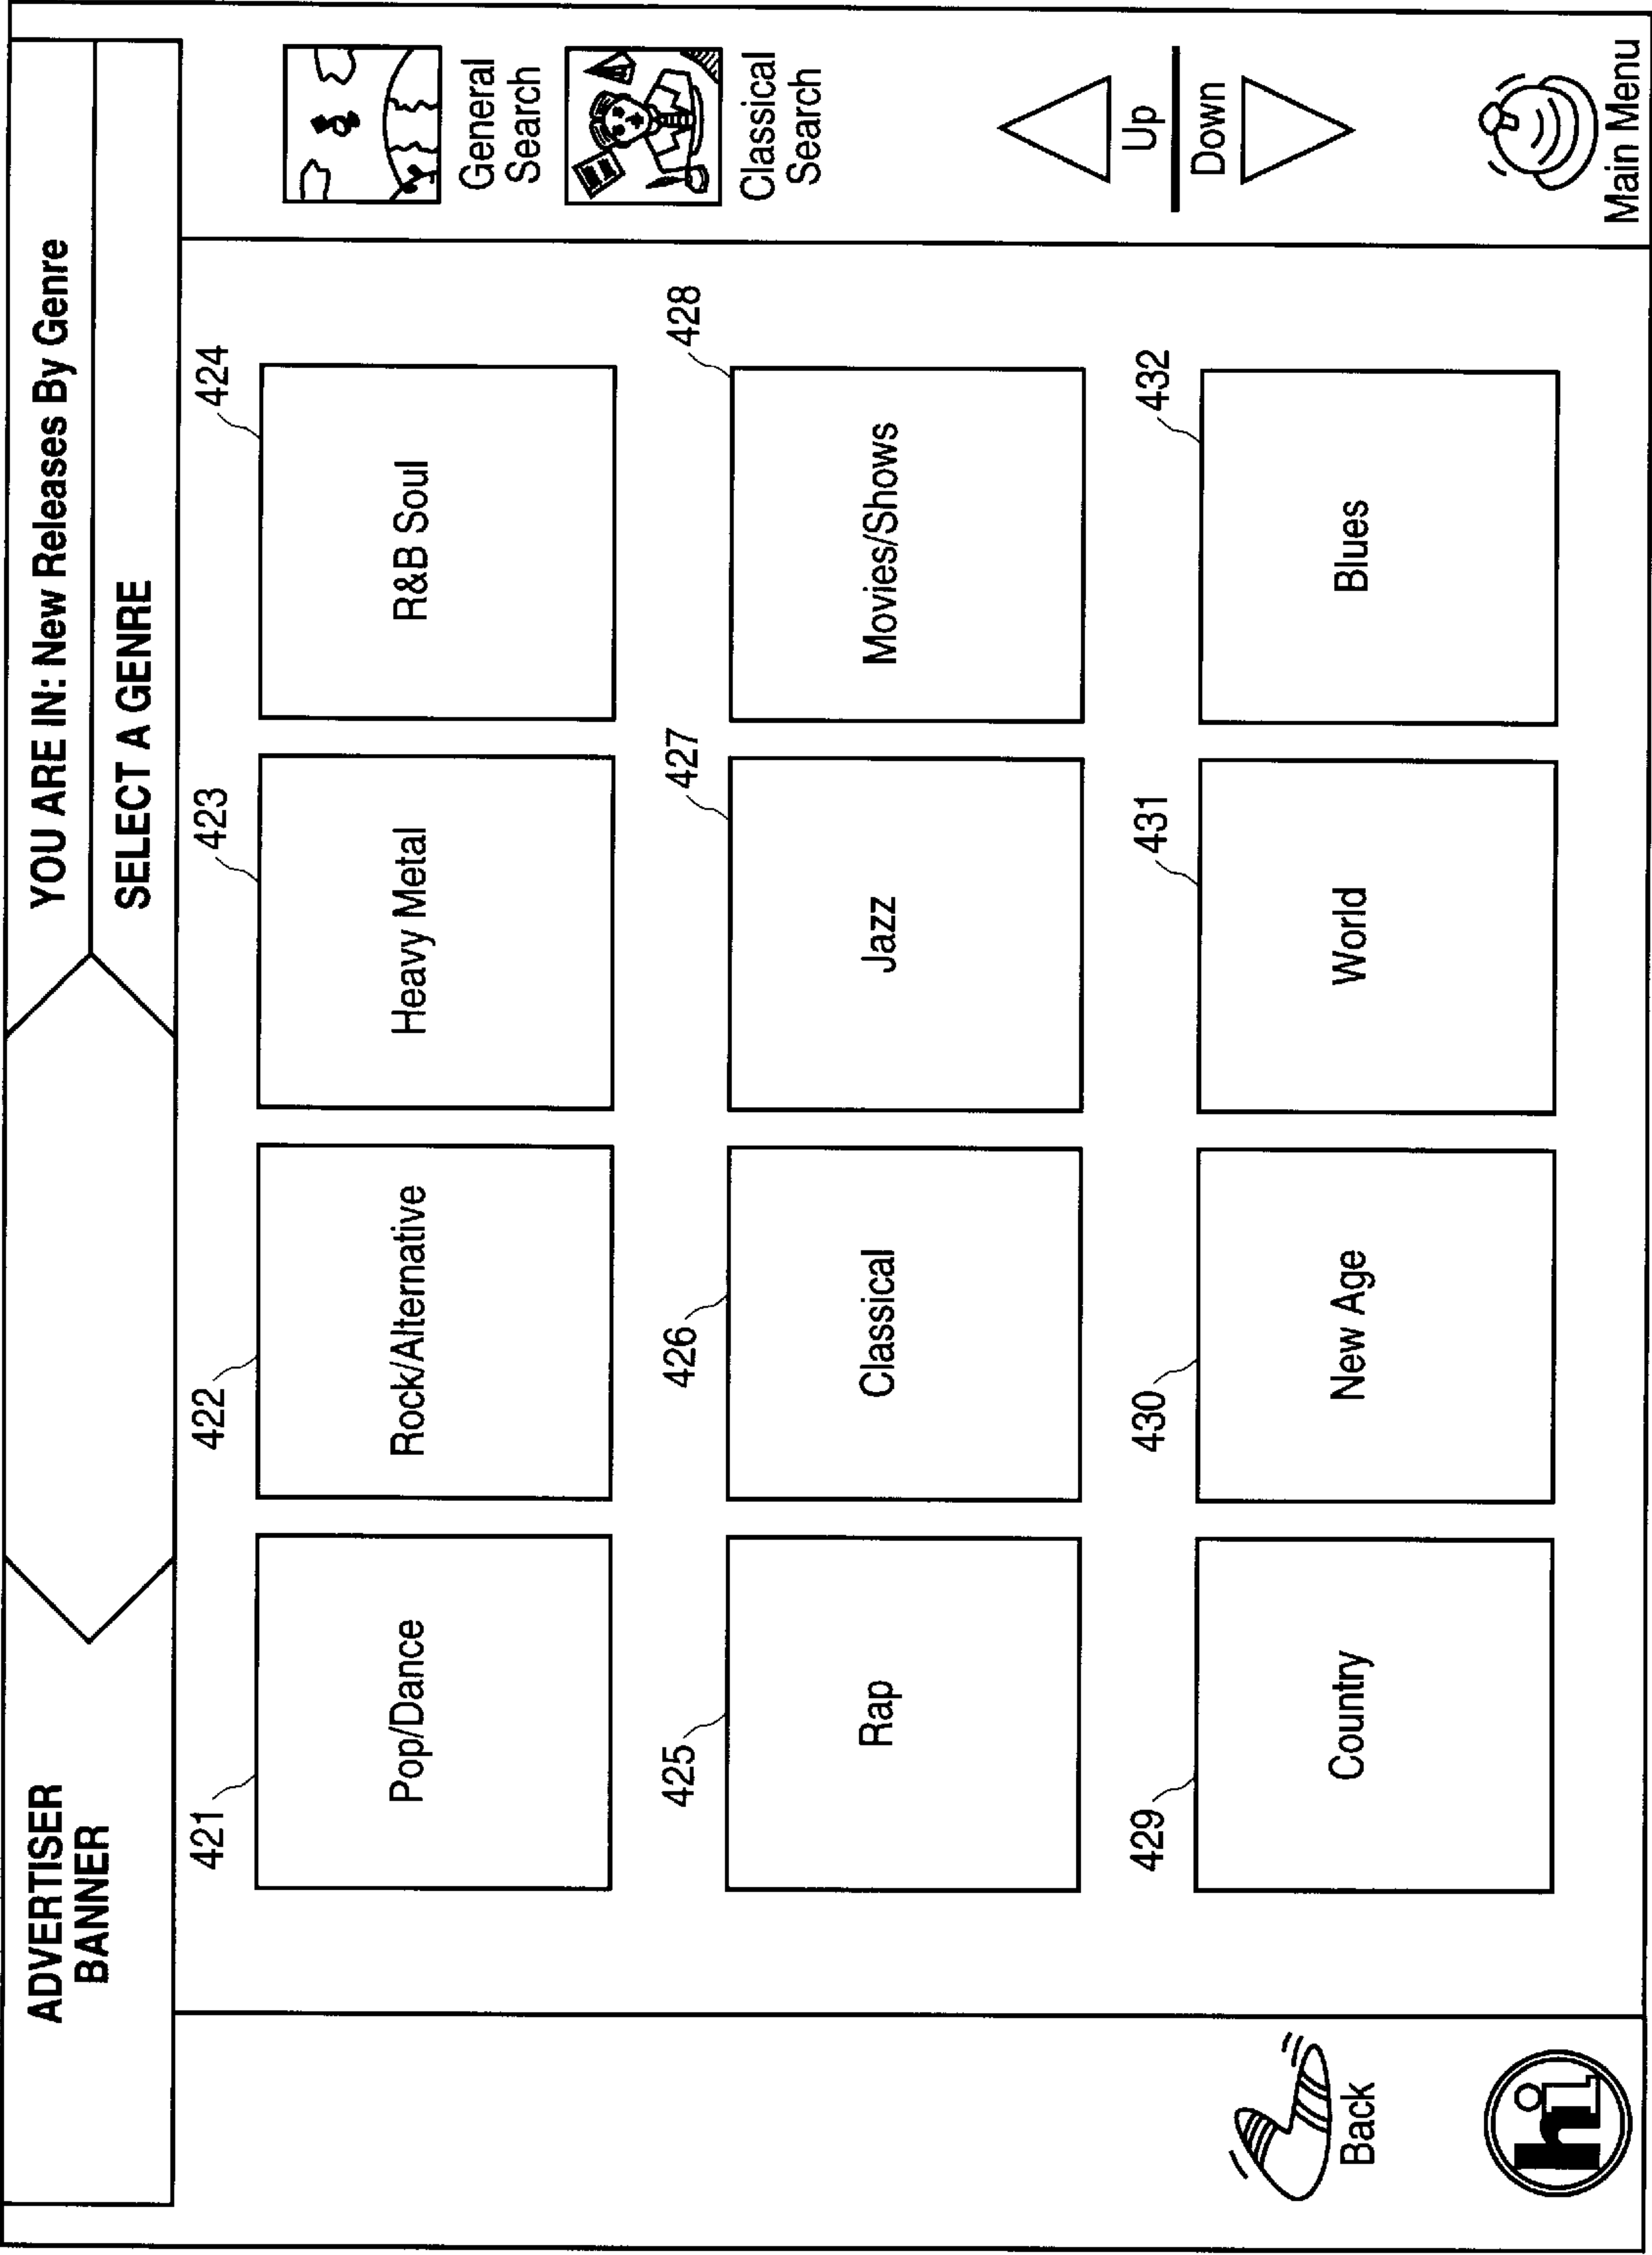 ADVERTISER
BANNER
YOU ARE IN: New Releases By Genre
SELECT A GENRE
421
422
423
424
Pop/Dance
Rock/Alternative
Heavy Metal
R&B Soul
425
426
427
428
Rap
Classical
Jazz
Movies/Shows
429
430
431
432
Country
New Age
World
Blues
General
Search
Classical
Search
Up
Down
Back
Main Menu
hi